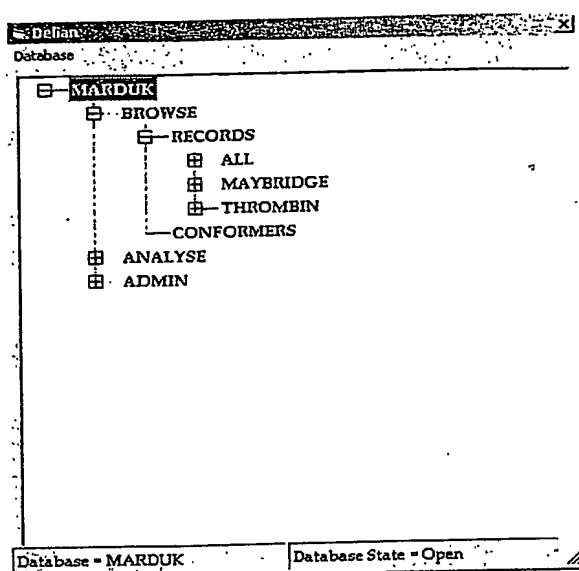 Delian
Database
MARDUK
BROWSE
RECORDS
ALL
MAYBRIDGE
THROMBIN
CONFORMERS
ANALYSE
ADMIN
Database = MARDUK
Database State = Open